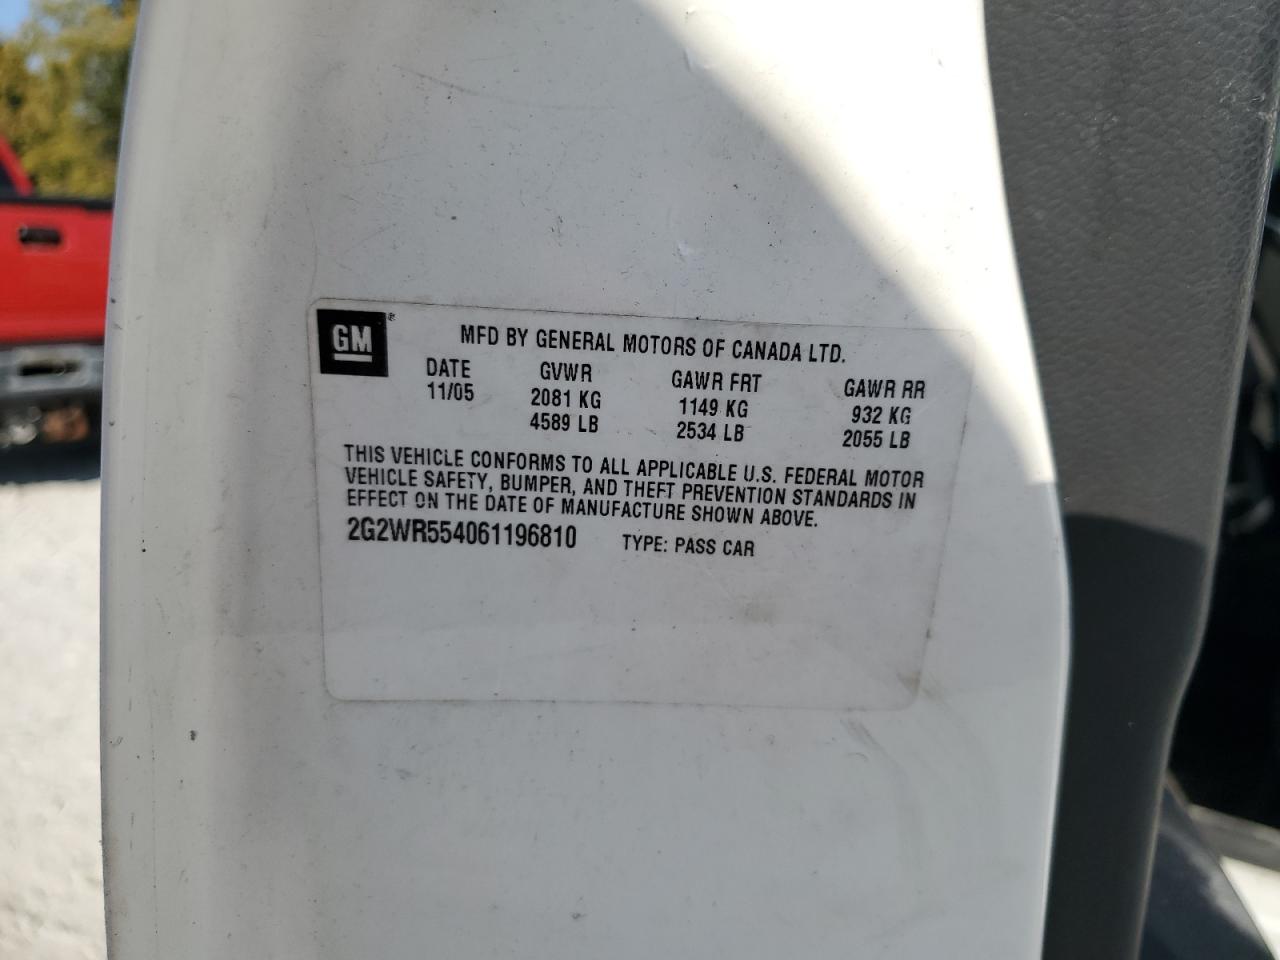 GM®
MFD BY GENERAL MOTORS OF CANADA LTD.
DATE GVWR GAWR FRT GAWR RR
11/05 2081 KG 1149 KG 932 KG
4589 LB 2534 LB 2055 LB
THIS VEHICLE CONFORMS TO ALL APPLICABLE U.S. FEDERAL MOTOR
VEHICLE SAFETY, BUMPER, AND THEFT PREVENTION STANDARDS IN
EFFECT ON THE DATE OF MANUFACTURE SHOWN ABOVE.
2G2WR554061196810 TYPE: PASS CAR